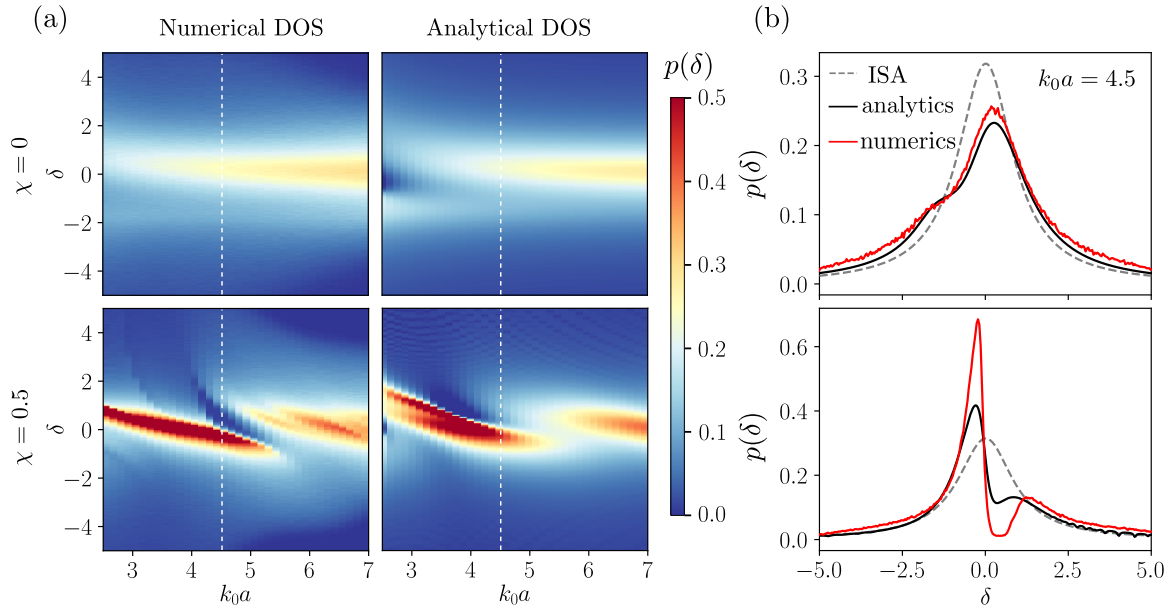 (a)
Numerical DOS
Analytical DOS
p(δ)
(b)
χ = 0
δ
4
2
0
−2
−4
0.5
0.4
0.3
0.2
0.1
0.0
p(δ)
0.3
0.2
0.1
0.0
ISA
analytics
numerics
k₀a = 4.5
χ = 0.5
δ
4
2
0
−2
−4
3
4
5
6
7
k₀a
3
4
5
6
7
k₀a
p(δ)
0.6
0.4
0.2
0.0
−5.0
−2.5
0.0
2.5
5.0
δ